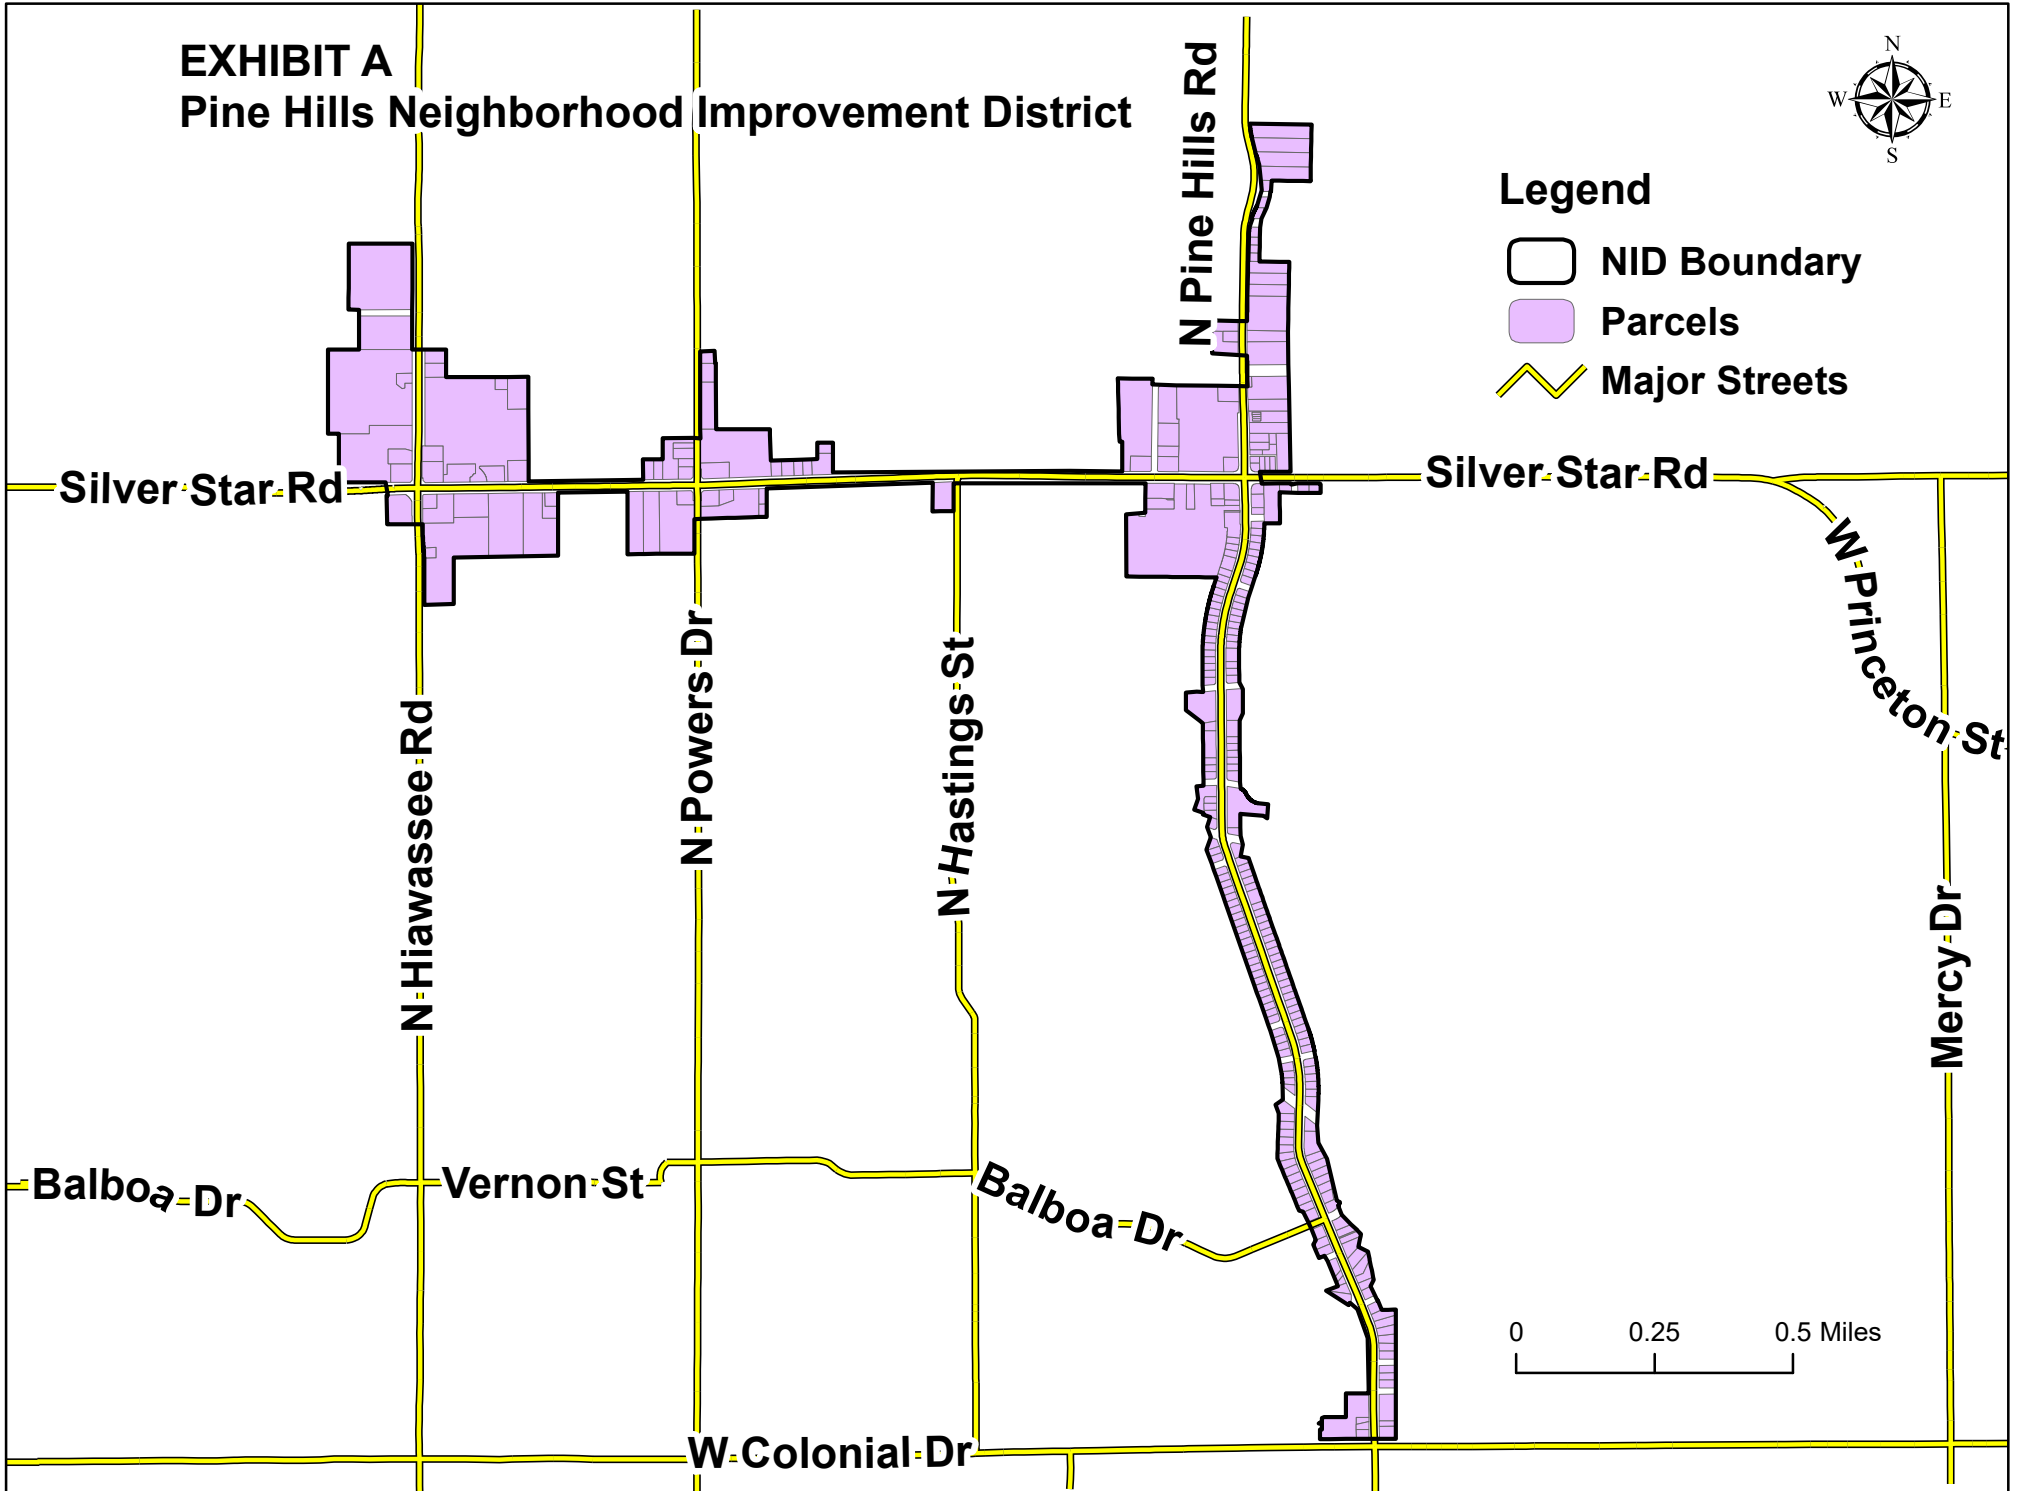 EXHIBIT A
Pine Hills Neighborhood Improvement District
N Pine Hills Rd
N
W
E
S
Legend
NID Boundary
Parcels
Major Streets
Silver Star Rd
Silver Star Rd
W Princeton St
N Hiawassee Rd
N Powers Dr
N Hastings St
Mercy Dr
Balboa Dr
Vernon St
Balboa Dr
0
0.25
0.5 Miles
W Colonial Dr